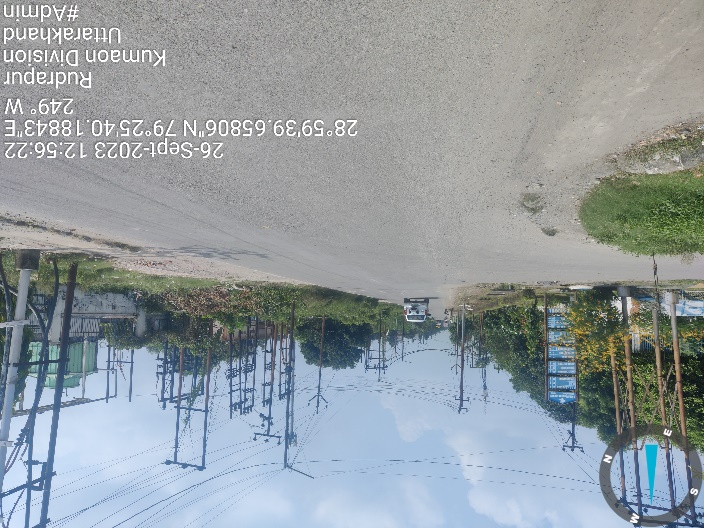 26-Sept-2023 12:56:22
28°59'39.65806"N 79°25'40.18843"E
249° W
Rudrapur
Kumaon Division
Uttarakhand
#Admin
N
E
S
W